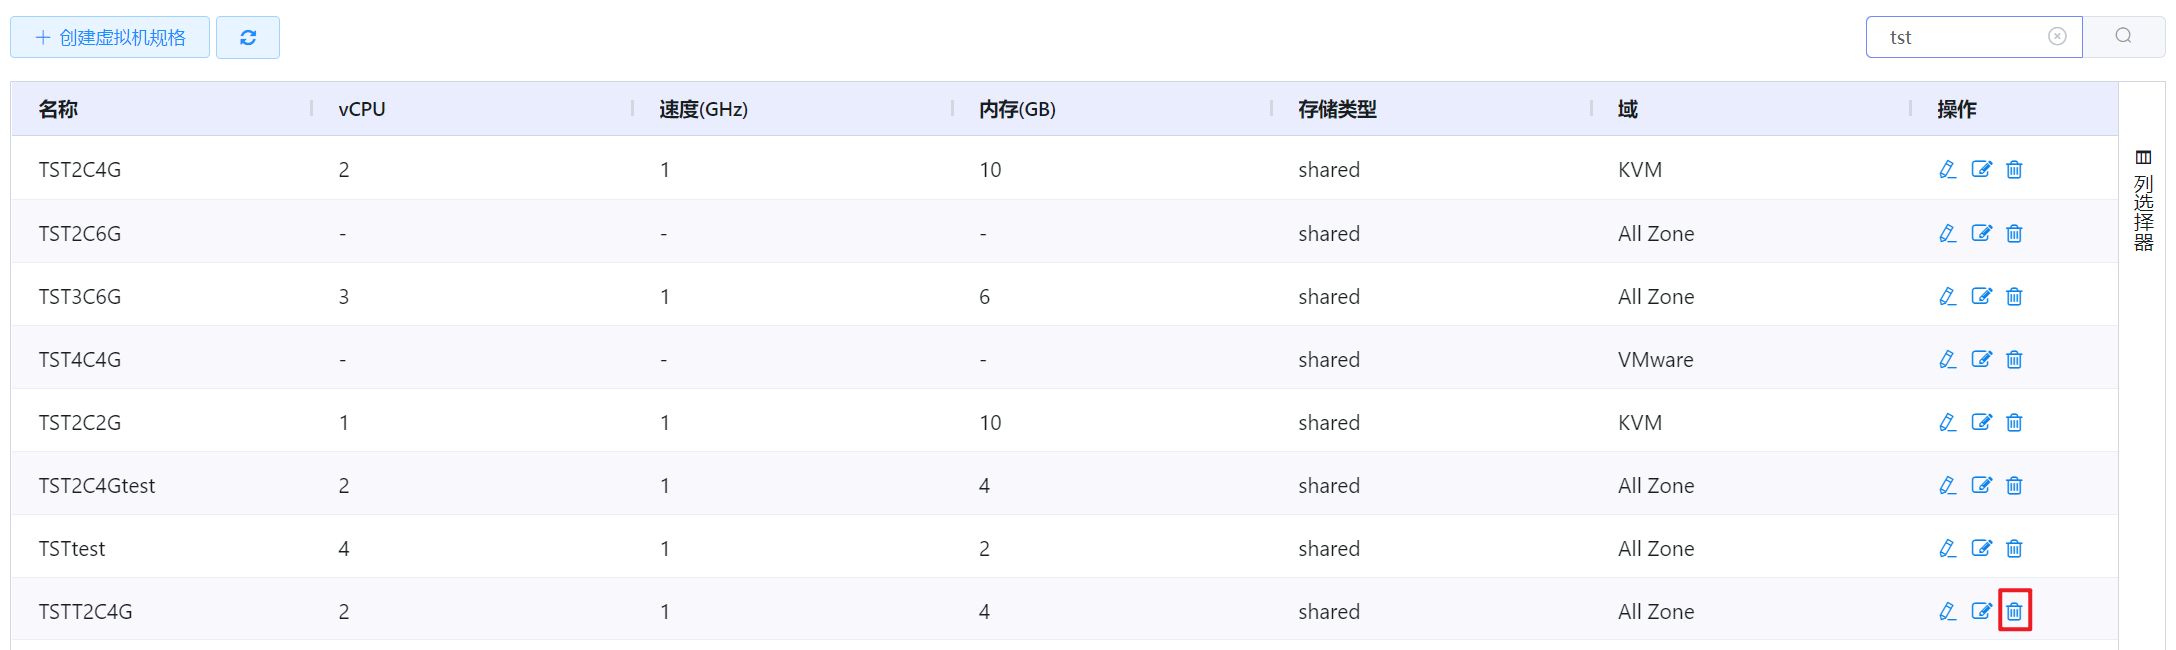 创建虚拟机规格
tst
名称 vCPU 速度(GHz) 内存(GB) 存储类型 域 操作
TST2C4G 2 1 10 shared KVM
TST2C6G - - - shared All Zone
TST3C6G 3 1 6 shared All Zone
TST4C4G - - - shared VMware
TST2C2G 1 1 10 shared KVM
TST2C4Gtest 2 1 4 shared All Zone
TSTtest 4 1 2 shared All Zone
TSTT2C4G 2 1 4 shared All Zone
列选择器